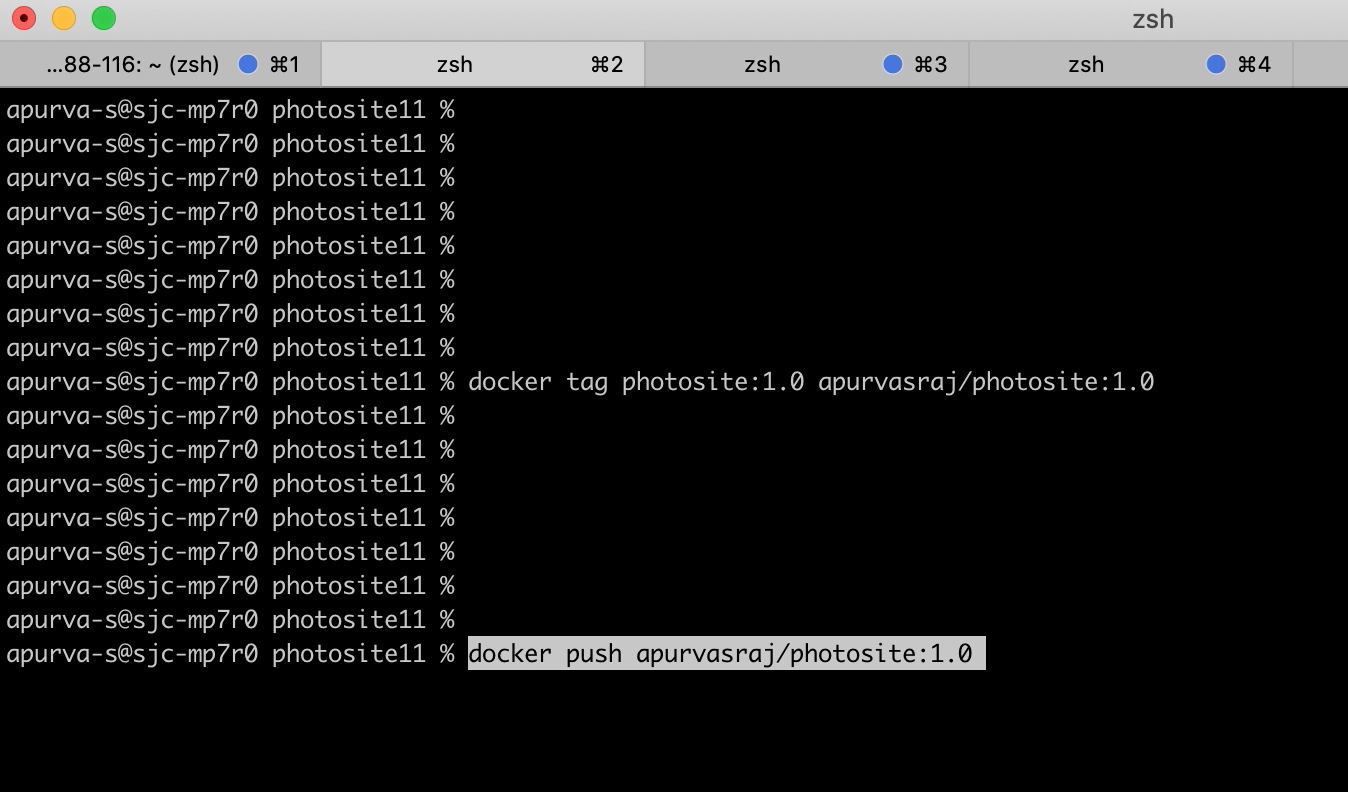 zsh
...88-116: ~ (zsh) ⌘1 zsh ⌘2 zsh ⌘3 zsh ⌘4
apurva-s@sjc-mp7r0 photosite11 %
apurva-s@sjc-mp7r0 photosite11 %
apurva-s@sjc-mp7r0 photosite11 %
apurva-s@sjc-mp7r0 photosite11 %
apurva-s@sjc-mp7r0 photosite11 %
apurva-s@sjc-mp7r0 photosite11 %
apurva-s@sjc-mp7r0 photosite11 %
apurva-s@sjc-mp7r0 photosite11 %
apurva-s@sjc-mp7r0 photosite11 % docker tag photosite:1.0 apurvasraj/photosite:1.0
apurva-s@sjc-mp7r0 photosite11 %
apurva-s@sjc-mp7r0 photosite11 %
apurva-s@sjc-mp7r0 photosite11 %
apurva-s@sjc-mp7r0 photosite11 %
apurva-s@sjc-mp7r0 photosite11 %
apurva-s@sjc-mp7r0 photosite11 %
apurva-s@sjc-mp7r0 photosite11 %
apurva-s@sjc-mp7r0 photosite11 % docker push apurvasraj/photosite:1.0